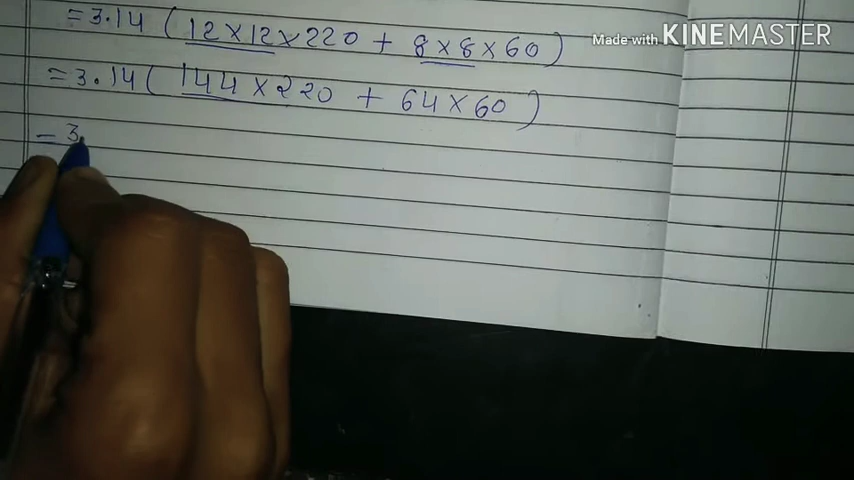 = 3.14 ( 12 × 12 × 220 + 8 × 8 × 60 )
Made with KINEMASTER
= 3.14 ( 144 × 220 + 64 × 60 )
= 3.